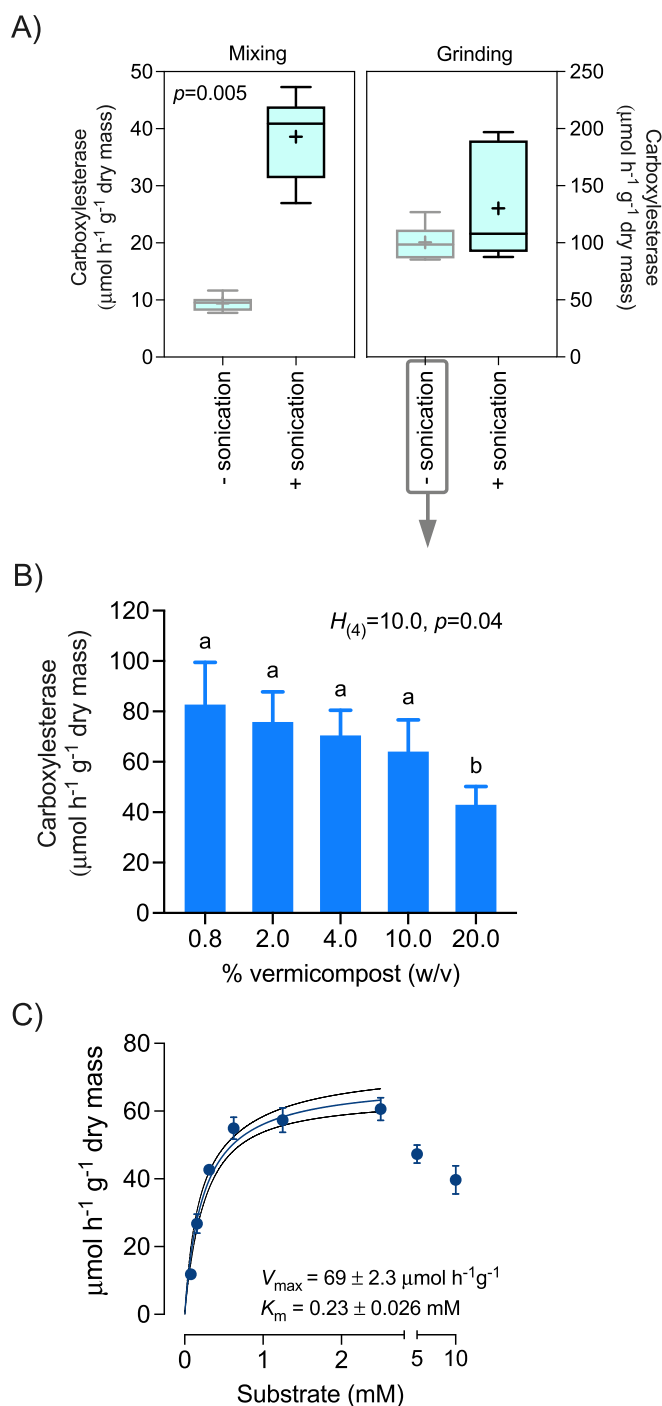 A)
Mixing
Grinding
Carboxylesterase
(μmol h⁻¹ g⁻¹ dry mass)
50
40
30
20
10
0
p=0.005
250
200
150
100
50
0
Carboxylesterase
(μmol h⁻¹ g⁻¹ dry mass)
- sonication
+ sonication
- sonication
+ sonication
B)
Carboxylesterase
(μmol h⁻¹ g⁻¹ dry mass)
120
100
80
60
40
20
0
H(4)=10.0, p=0.04
a
a
a
a
b
0.8 2.0 4.0 10.0 20.0
% vermicompost (w/v)
C)
μmol h⁻¹ g⁻¹ dry mass
80
60
40
20
0
Vmax = 69 ± 2.3 μmol h⁻¹g⁻¹
Km = 0.23 ± 0.026 mM
0 1 2 5 10
Substrate (mM)